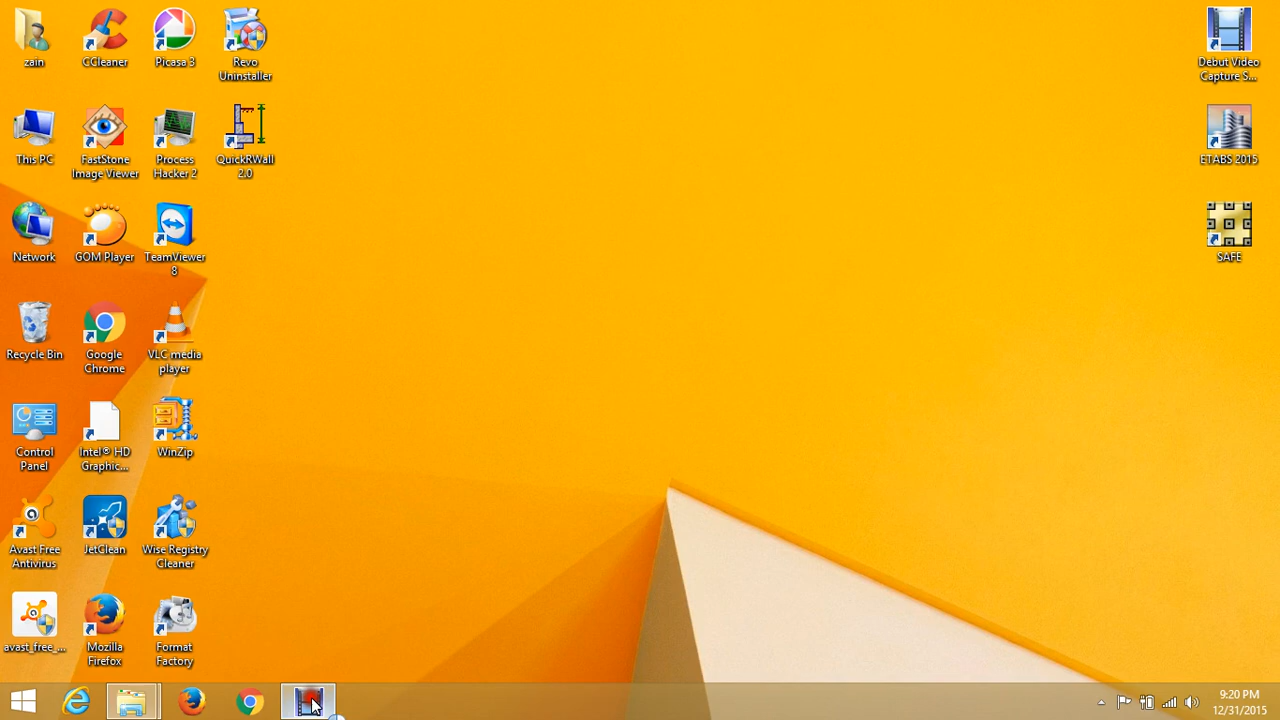 zain
CCleaner
Picasa 3
Revo
Uninstaller
Debut Video
Capture S...
This PC
FastStone
Image Viewer
Process
Hacker 2
QuickRWall
2.0
ETABS 2015
Network
GOM Player
TeamViewer
8
SAFE
Recycle Bin
Google
Chrome
VLC media
player
Control
Panel
Intel® HD
Graphic...
WinZip
Avast Free
Antivirus
JetClean
Wise Registry
Cleaner
avast_free_...
Mozilla
Firefox
Format
Factory
9:20 PM
12/31/2015